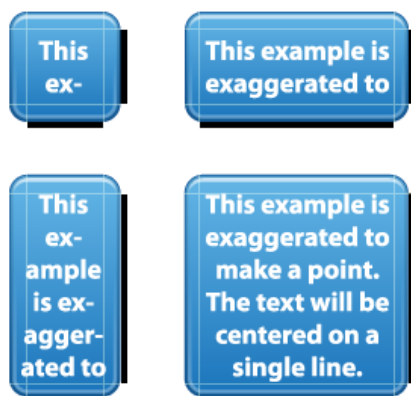 This
ex-
This example is
exaggerated to
This
ex-
ample
is ex-
agger-
ated to
This example is
exaggerated to
make a point.
The text will be
centered on a
single line.